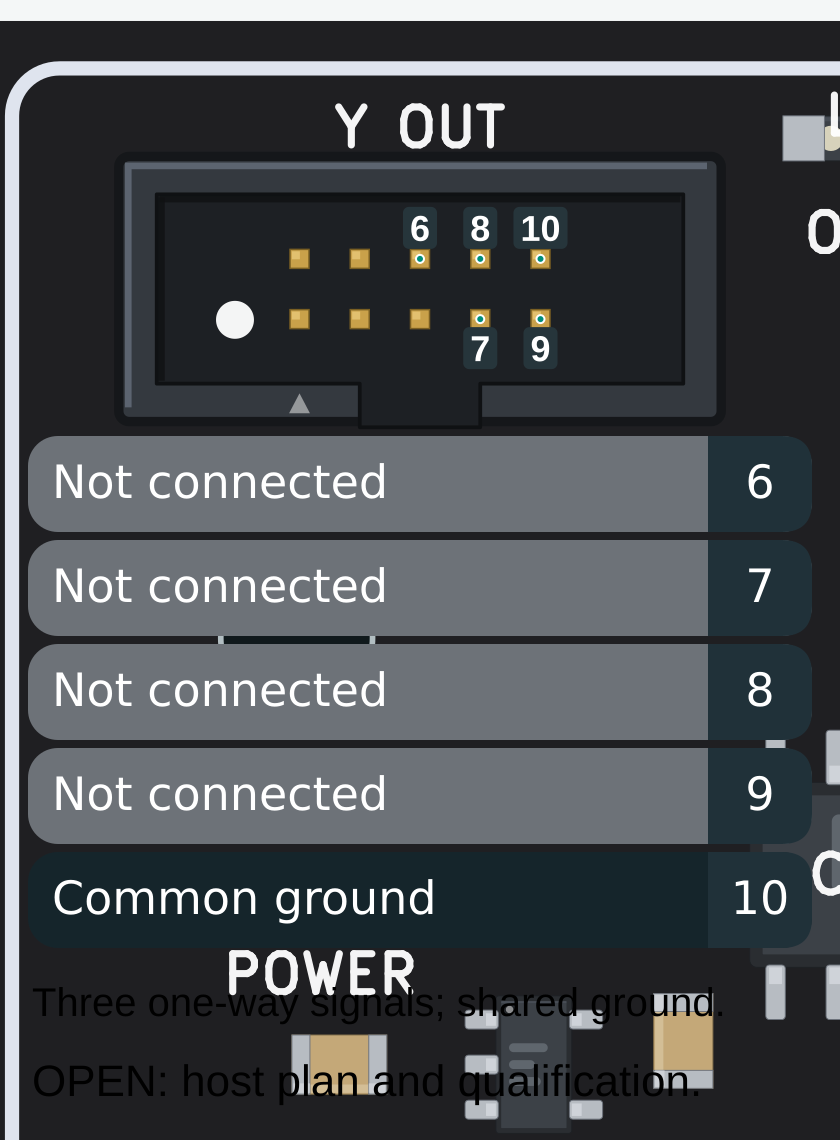 Y OUT
6 8 10
7 9
Not connected 6
Not connected 7
Not connected 8
Not connected 9
Common ground 10
POWER
Three one-way signals; shared ground.
OPEN: host plan and qualification.